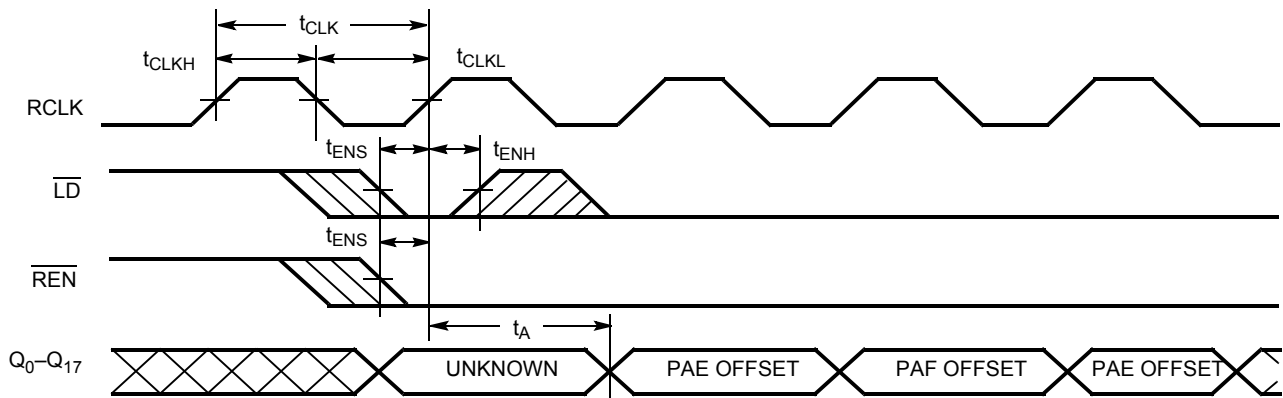 tCLK
tCLKH
tCLKL
RCLK
tENS
tENH
LD
tENS
REN
tA
Q0–Q17
UNKNOWN
PAE OFFSET
PAF OFFSET
PAE OFFSET